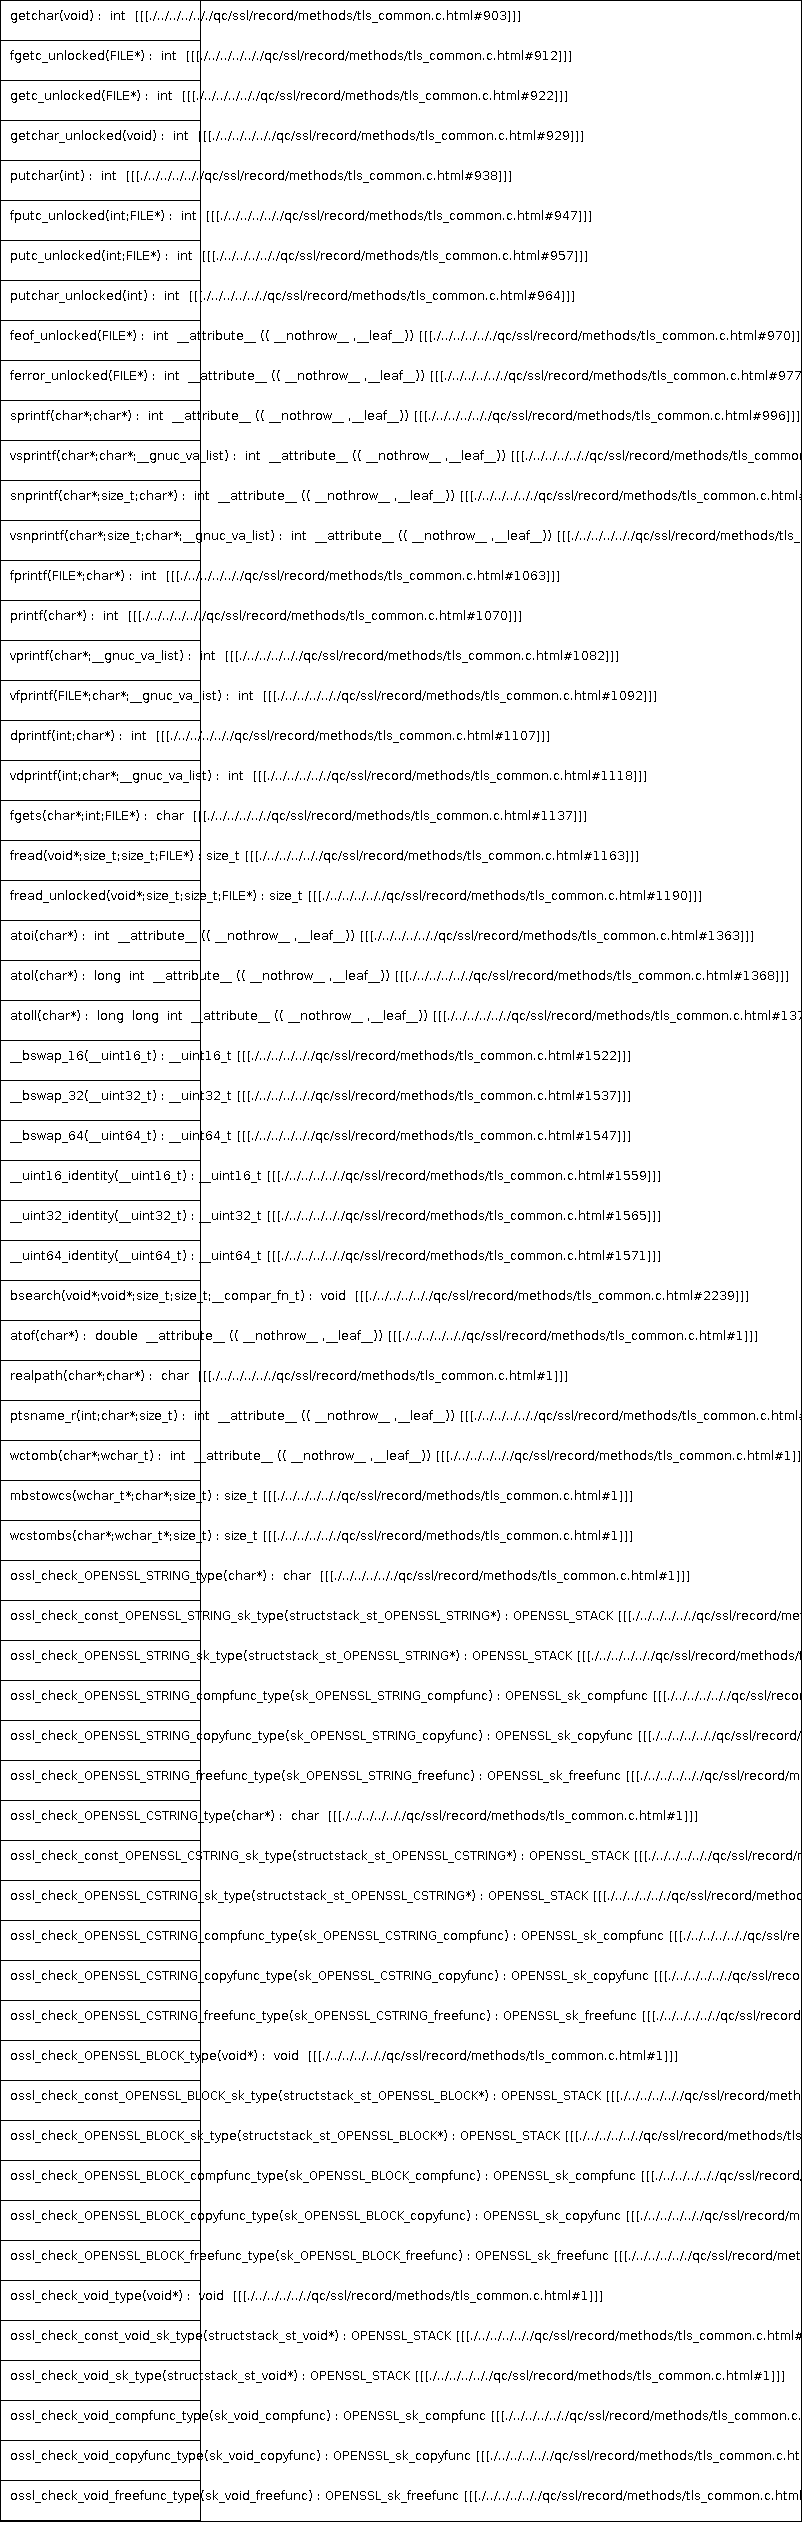 getchar(void) : int [[[./../../../../../qc/ssl/record/methods/tls_common.c.html#903]]]
fgetc_unlocked(FILE*) : int [[[./../../../../../qc/ssl/record/methods/tls_common.c.html#912]]]
getc_unlocked(FILE*) : int [[[./../../../../../qc/ssl/record/methods/tls_common.c.html#922]]]
getchar_unlocked(void) : int [[[./../../../../../qc/ssl/record/methods/tls_common.c.html#929]]]
putchar(int) : int [[[./../../../../../qc/ssl/record/methods/tls_common.c.html#938]]]
fputc_unlocked(int;FILE*) : int [[[./../../../../../qc/ssl/record/methods/tls_common.c.html#947]]]
putc_unlocked(int;FILE*) : int [[[./../../../../../qc/ssl/record/methods/tls_common.c.html#957]]]
putchar_unlocked(int) : int [[[./../../../../../qc/ssl/record/methods/tls_common.c.html#964]]]
feof_unlocked(FILE*) : int __attribute__ (( __nothrow__ ,__leaf__)) [[[./../../../../../qc/ssl/record/methods/tls_common.c.html#970]]
ferror_unlocked(FILE*) : int __attribute__ (( __nothrow__ ,__leaf__)) [[[./../../../../../qc/ssl/record/methods/tls_common.c.html#977
sprintf(char*;char*) : int __attribute__ (( __nothrow__ ,__leaf__)) [[[./../../../../../qc/ssl/record/methods/tls_common.c.html#996]]]
vsprintf(char*;char*;__gnuc_va_list) : int __attribute__ (( __nothrow__ ,__leaf__)) [[[./../../../../../qc/ssl/record/methods/tls_common
snprintf(char*;size_t;char*) : int __attribute__ (( __nothrow__ ,__leaf__)) [[[./../../../../../qc/ssl/record/methods/tls_common.c.html#
vsnprintf(char*;size_t;char*;__gnuc_va_list) : int __attribute__ (( __nothrow__ ,__leaf__)) [[[./../../../../../qc/ssl/record/methods/tls_
fprintf(FILE*;char*) : int [[[./../../../../../qc/ssl/record/methods/tls_common.c.html#1063]]]
printf(char*) : int [[[./../../../../../qc/ssl/record/methods/tls_common.c.html#1070]]]
vprintf(char*;__gnuc_va_list) : int [[[./../../../../../qc/ssl/record/methods/tls_common.c.html#1082]]]
vfprintf(FILE*;char*;__gnuc_va_list) : int [[[./../../../../../qc/ssl/record/methods/tls_common.c.html#1092]]]
dprintf(int;char*) : int [[[./../../../../../qc/ssl/record/methods/tls_common.c.html#1107]]]
vdprintf(int;char*;__gnuc_va_list) : int [[[./../../../../../qc/ssl/record/methods/tls_common.c.html#1118]]]
fgets(char*;int;FILE*) : char [[[./../../../../../qc/ssl/record/methods/tls_common.c.html#1137]]]
fread(void*;size_t;size_t;FILE*) : size_t [[[./../../../../../qc/ssl/record/methods/tls_common.c.html#1163]]]
fread_unlocked(void*;size_t;size_t;FILE*) : size_t [[[./../../../../../qc/ssl/record/methods/tls_common.c.html#1190]]]
atoi(char*) : int __attribute__ (( __nothrow__ ,__leaf__)) [[[./../../../../../qc/ssl/record/methods/tls_common.c.html#1363]]]
atol(char*) : long int __attribute__ (( __nothrow__ ,__leaf__)) [[[./../../../../../qc/ssl/record/methods/tls_common.c.html#1368]]]
atoll(char*) : long long int __attribute__ (( __nothrow__ ,__leaf__)) [[[./../../../../../qc/ssl/record/methods/tls_common.c.html#137
__bswap_16(__uint16_t) : __uint16_t [[[./../../../../../qc/ssl/record/methods/tls_common.c.html#1522]]]
__bswap_32(__uint32_t) : __uint32_t [[[./../../../../../qc/ssl/record/methods/tls_common.c.html#1537]]]
__bswap_64(__uint64_t) : __uint64_t [[[./../../../../../qc/ssl/record/methods/tls_common.c.html#1547]]]
__uint16_identity(__uint16_t) : __uint16_t [[[./../../../../../qc/ssl/record/methods/tls_common.c.html#1559]]]
__uint32_identity(__uint32_t) : __uint32_t [[[./../../../../../qc/ssl/record/methods/tls_common.c.html#1565]]]
__uint64_identity(__uint64_t) : __uint64_t [[[./../../../../../qc/ssl/record/methods/tls_common.c.html#1571]]]
bsearch(void*;void*;size_t;size_t;__compar_fn_t) : void [[[./../../../../../qc/ssl/record/methods/tls_common.c.html#2239]]]
atof(char*) : double __attribute__ (( __nothrow__ ,__leaf__)) [[[./../../../../../qc/ssl/record/methods/tls_common.c.html#1]]]
realpath(char*;char*) : char [[[./../../../../../qc/ssl/record/methods/tls_common.c.html#1]]]
ptsname_r(int;char*;size_t) : int __attribute__ (( __nothrow__ ,__leaf__)) [[[./../../../../../qc/ssl/record/methods/tls_common.c.html#
wctomb(char*;wchar_t) : int __attribute__ (( __nothrow__ ,__leaf__)) [[[./../../../../../qc/ssl/record/methods/tls_common.c.html#1]]
mbstowcs(wchar_t*;char*;size_t) : size_t [[[./../../../../../qc/ssl/record/methods/tls_common.c.html#1]]]
wcstombs(char*;wchar_t*;size_t) : size_t [[[./../../../../../qc/ssl/record/methods/tls_common.c.html#1]]]
ossl_check_OPENSSL_STRING_type(char*) : char [[[./../../../../../qc/ssl/record/methods/tls_common.c.html#1]]]
ossl_check_const_OPENSSL_STRING_sk_type(structstack_st_OPENSSL_STRING*) : OPENSSL_STACK [[[./../../../../../qc/ssl/record/me
ossl_check_OPENSSL_STRING_sk_type(structstack_st_OPENSSL_STRING*) : OPENSSL_STACK [[[./../../../../../qc/ssl/record/methods/t
ossl_check_OPENSSL_STRING_compfunc_type(sk_OPENSSL_STRING_compfunc) : OPENSSL_sk_compfunc [[[./../../../../../qc/ssl/reco
ossl_check_OPENSSL_STRING_copyfunc_type(sk_OPENSSL_STRING_copyfunc) : OPENSSL_sk_copyfunc [[[./../../../../../qc/ssl/record/
ossl_check_OPENSSL_STRING_freefunc_type(sk_OPENSSL_STRING_freefunc) : OPENSSL_sk_freefunc [[[./../../../../../qc/ssl/record/m
ossl_check_OPENSSL_CSTRING_type(char*) : char [[[./../../../../../qc/ssl/record/methods/tls_common.c.html#1]]]
ossl_check_const_OPENSSL_CSTRING_sk_type(structstack_st_OPENSSL_CSTRING*) : OPENSSL_STACK [[[./../../../../../qc/ssl/record/
ossl_check_OPENSSL_CSTRING_sk_type(structstack_st_OPENSSL_CSTRING*) : OPENSSL_STACK [[[./../../../../../qc/ssl/record/method
ossl_check_OPENSSL_CSTRING_compfunc_type(sk_OPENSSL_CSTRING_compfunc) : OPENSSL_sk_compfunc [[[./../../../../../qc/ssl/re
ossl_check_OPENSSL_CSTRING_copyfunc_type(sk_OPENSSL_CSTRING_copyfunc) : OPENSSL_sk_copyfunc [[[./../../../../../qc/ssl/reco
ossl_check_OPENSSL_CSTRING_freefunc_type(sk_OPENSSL_CSTRING_freefunc) : OPENSSL_sk_freefunc [[[./../../../../../qc/ssl/record
ossl_check_OPENSSL_BLOCK_type(void*) : void [[[./../../../../../qc/ssl/record/methods/tls_common.c.html#1]]]
ossl_check_const_OPENSSL_BLOCK_sk_type(structstack_st_OPENSSL_BLOCK*) : OPENSSL_STACK [[[./../../../../../qc/ssl/record/meth
ossl_check_OPENSSL_BLOCK_sk_type(structstack_st_OPENSSL_BLOCK*) : OPENSSL_STACK [[[./../../../../../qc/ssl/record/methods/tls
ossl_check_OPENSSL_BLOCK_compfunc_type(sk_OPENSSL_BLOCK_compfunc) : OPENSSL_sk_compfunc [[[./../../../../../qc/ssl/record/
ossl_check_OPENSSL_BLOCK_copyfunc_type(sk_OPENSSL_BLOCK_copyfunc) : OPENSSL_sk_copyfunc [[[./../../../../../qc/ssl/record/m
ossl_check_OPENSSL_BLOCK_freefunc_type(sk_OPENSSL_BLOCK_freefunc) : OPENSSL_sk_freefunc [[[./../../../../../qc/ssl/record/met
ossl_check_void_type(void*) : void [[[./../../../../../qc/ssl/record/methods/tls_common.c.html#1]]]
ossl_check_const_void_sk_type(structstack_st_void*) : OPENSSL_STACK [[[./../../../../../qc/ssl/record/methods/tls_common.c.html#
ossl_check_void_sk_type(structstack_st_void*) : OPENSSL_STACK [[[./../../../../../qc/ssl/record/methods/tls_common.c.html#1]]]
ossl_check_void_compfunc_type(sk_void_compfunc) : OPENSSL_sk_compfunc [[[./../../../../../qc/ssl/record/methods/tls_common.c.
ossl_check_void_copyfunc_type(sk_void_copyfunc) : OPENSSL_sk_copyfunc [[[./../../../../../qc/ssl/record/methods/tls_common.c.ht
ossl_check_void_freefunc_type(sk_void_freefunc) : OPENSSL_sk_freefunc [[[./../../../../../qc/ssl/record/methods/tls_common.c.html